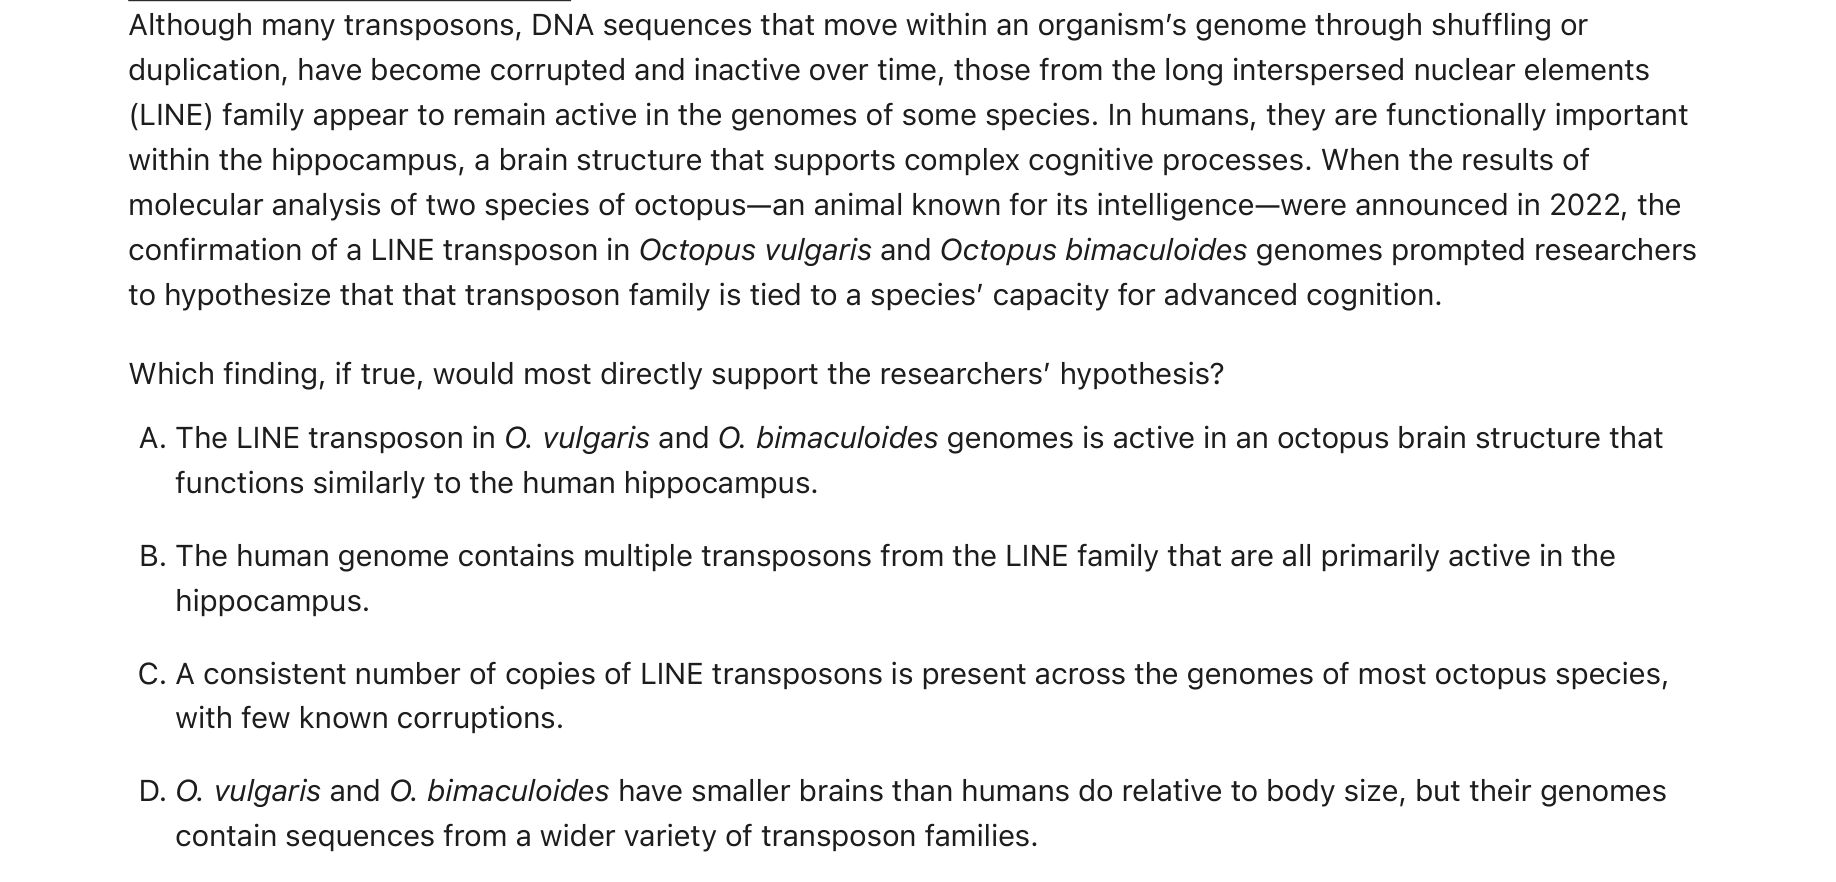 Although many transposons, DNA sequences that move within an organism’s genome through shuffling or
duplication, have become corrupted and inactive over time, those from the long interspersed nuclear elements
(LINE) family appear to remain active in the genomes of some species. In humans, they are functionally important
within the hippocampus, a brain structure that supports complex cognitive processes. When the results of
molecular analysis of two species of octopus—an animal known for its intelligence—were announced in 2022, the
confirmation of a LINE transposon in Octopus vulgaris and Octopus bimaculoides genomes prompted researchers
to hypothesize that that transposon family is tied to a species’ capacity for advanced cognition.
Which finding, if true, would most directly support the researchers’ hypothesis?
A. The LINE transposon in O. vulgaris and O. bimaculoides genomes is active in an octopus brain structure that
functions similarly to the human hippocampus.
B. The human genome contains multiple transposons from the LINE family that are all primarily active in the
hippocampus.
C. A consistent number of copies of LINE transposons is present across the genomes of most octopus species,
with few known corruptions.
D. O. vulgaris and O. bimaculoides have smaller brains than humans do relative to body size, but their genomes
contain sequences from a wider variety of transposon families.